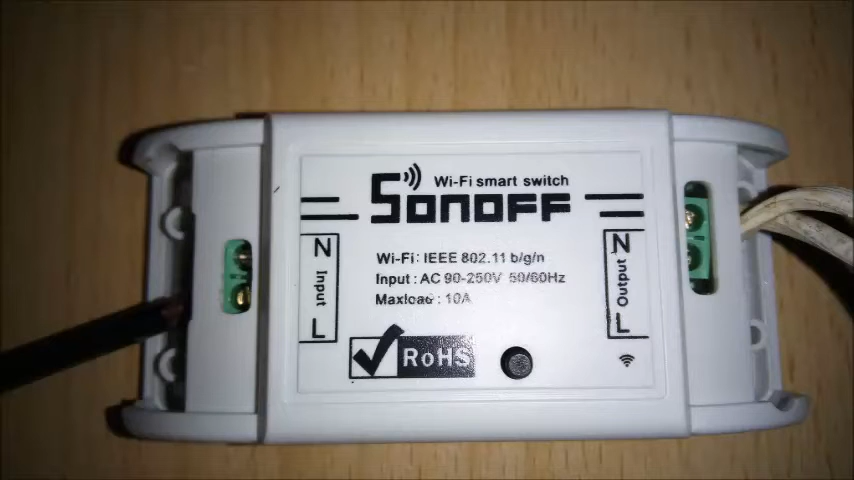 Wi-Fi smart switch
SONOFF
Wi-Fi: IEEE 802.11 b/g/n
Input : AC 90-250V 50/60Hz
Maxload : 10A
N
Input
L
N
Output
L
RoHS